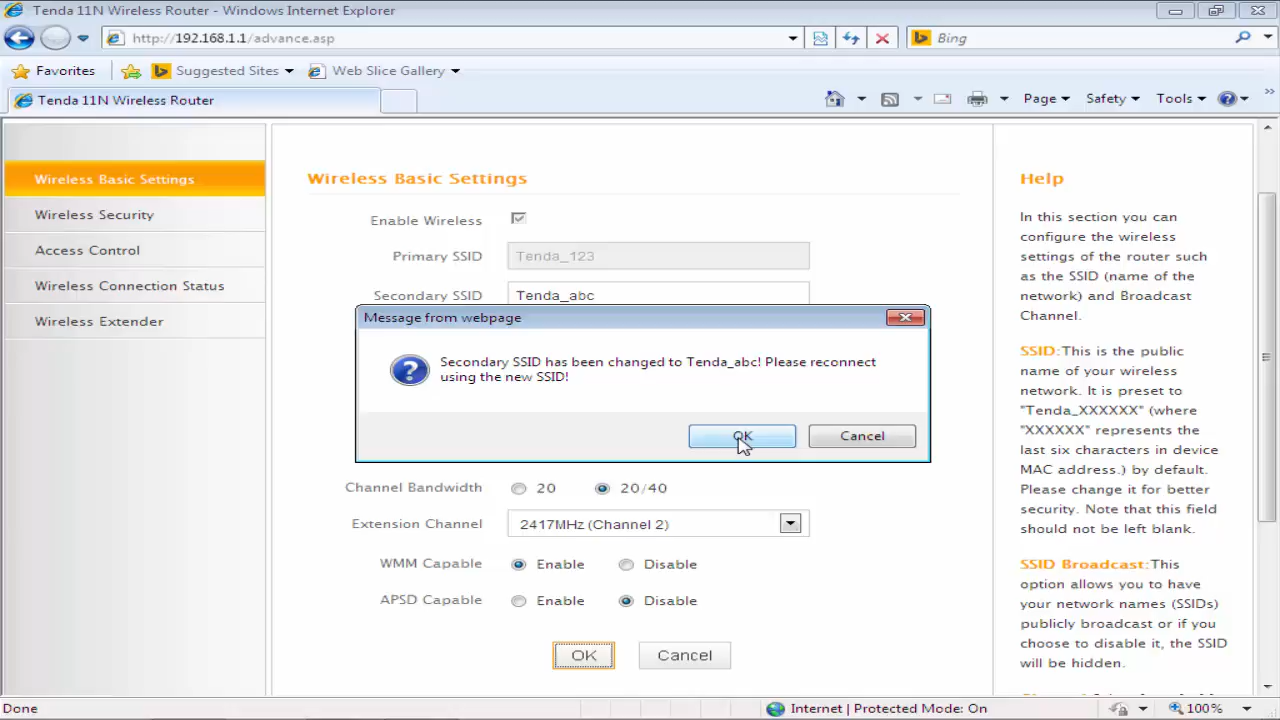 Tenda 11N Wireless Router - Windows Internet Explorer
http://192.168.1.1/advance.asp
Bing
Favorites
Suggested Sites
Web Slice Gallery
Tenda 11N Wireless Router
Page
Safety
Tools
»
Wireless Basic Settings
Wireless Security
Access Control
Wireless Connection Status
Wireless Extender
Wireless Basic Settings
Enable Wireless
Primary SSID Tenda_123
Secondary SSID Tenda_abc
Message from webpage
Secondary SSID has been changed to Tenda_abc! Please reconnect
using the new SSID!
OK Cancel
Channel Bandwidth 20 20/40
Extension Channel 2417MHz (Channel 2)
WMM Capable Enable Disable
APSD Capable Enable Disable
OK Cancel
Help
In this section you can
configure the wireless
settings of the router such
as the SSID (name of the
network) and Broadcast
Channel.
SSID:This is the public
name of your wireless
network. It is preset to
"Tenda_XXXXXX" (where
"XXXXXX" represents the
last six characters in device
MAC address.) by default.
Please change it for better
security. Note that this field
should not be left blank.
SSID Broadcast:This
option allows you to have
your network names (SSIDs)
publicly broadcast or if you
choose to disable it, the SSID
will be hidden.
Done
Internet | Protected Mode: On
100%